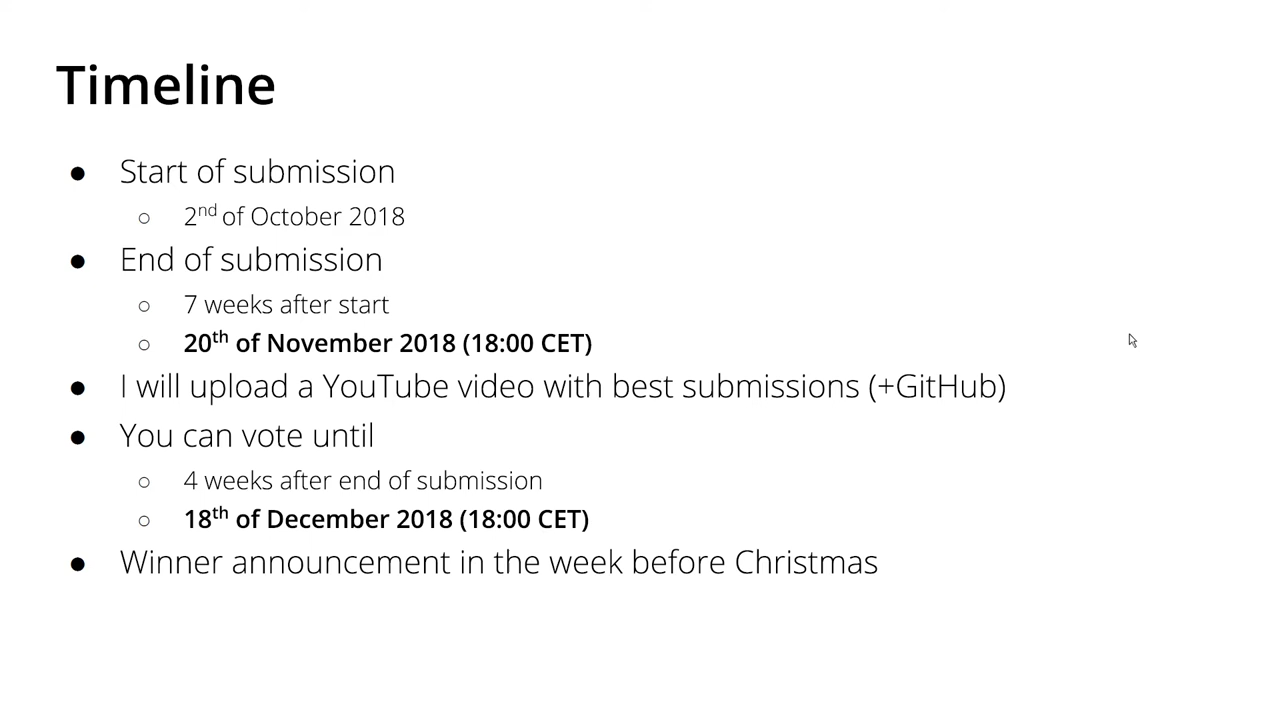 Timeline
● Start of submission
○ 2nd of October 2018
● End of submission
○ 7 weeks after start
○ 20th of November 2018 (18:00 CET)
● I will upload a YouTube video with best submissions (+GitHub)
● You can vote until
○ 4 weeks after end of submission
○ 18th of December 2018 (18:00 CET)
● Winner announcement in the week before Christmas